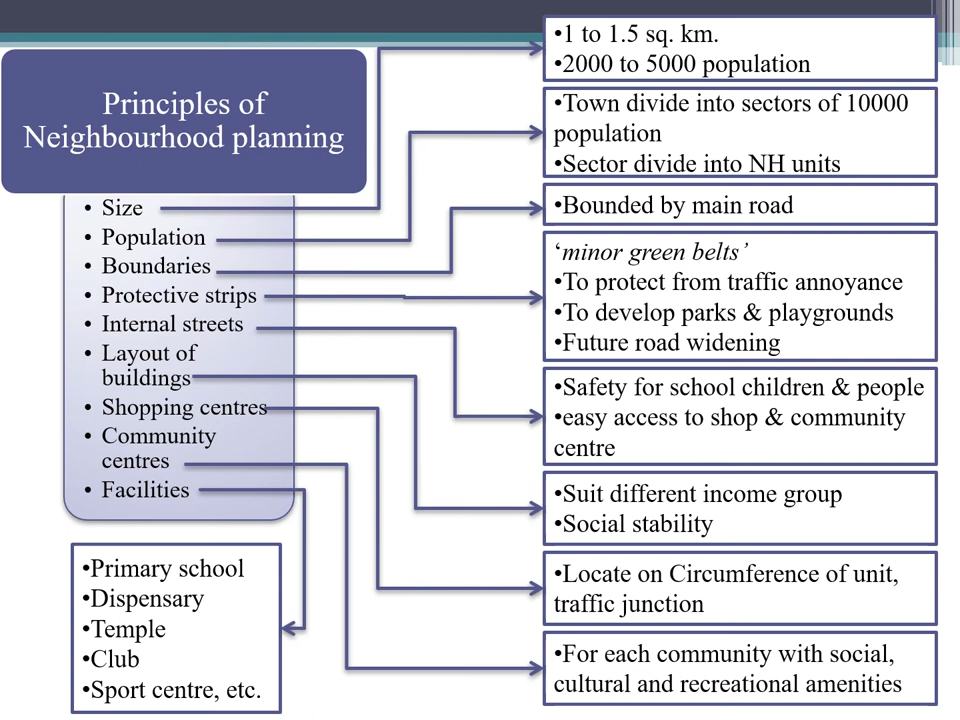 Principles of
Neighbourhood planning
• Size
• Population
• Boundaries
• Protective strips
• Internal streets
• Layout of
buildings
• Shopping centres
• Community
centres
• Facilities
•Primary school
•Dispensary
•Temple
•Club
•Sport centre, etc.
•1 to 1.5 sq. km.
•2000 to 5000 population
•Town divide into sectors of 10000
population
•Sector divide into NH units
•Bounded by main road
‘minor green belts’
•To protect from traffic annoyance
•To develop parks & playgrounds
•Future road widening
•Safety for school children & people
•easy access to shop & community
centre
•Suit different income group
•Social stability
•Locate on Circumference of unit,
traffic junction
•For each community with social,
cultural and recreational amenities